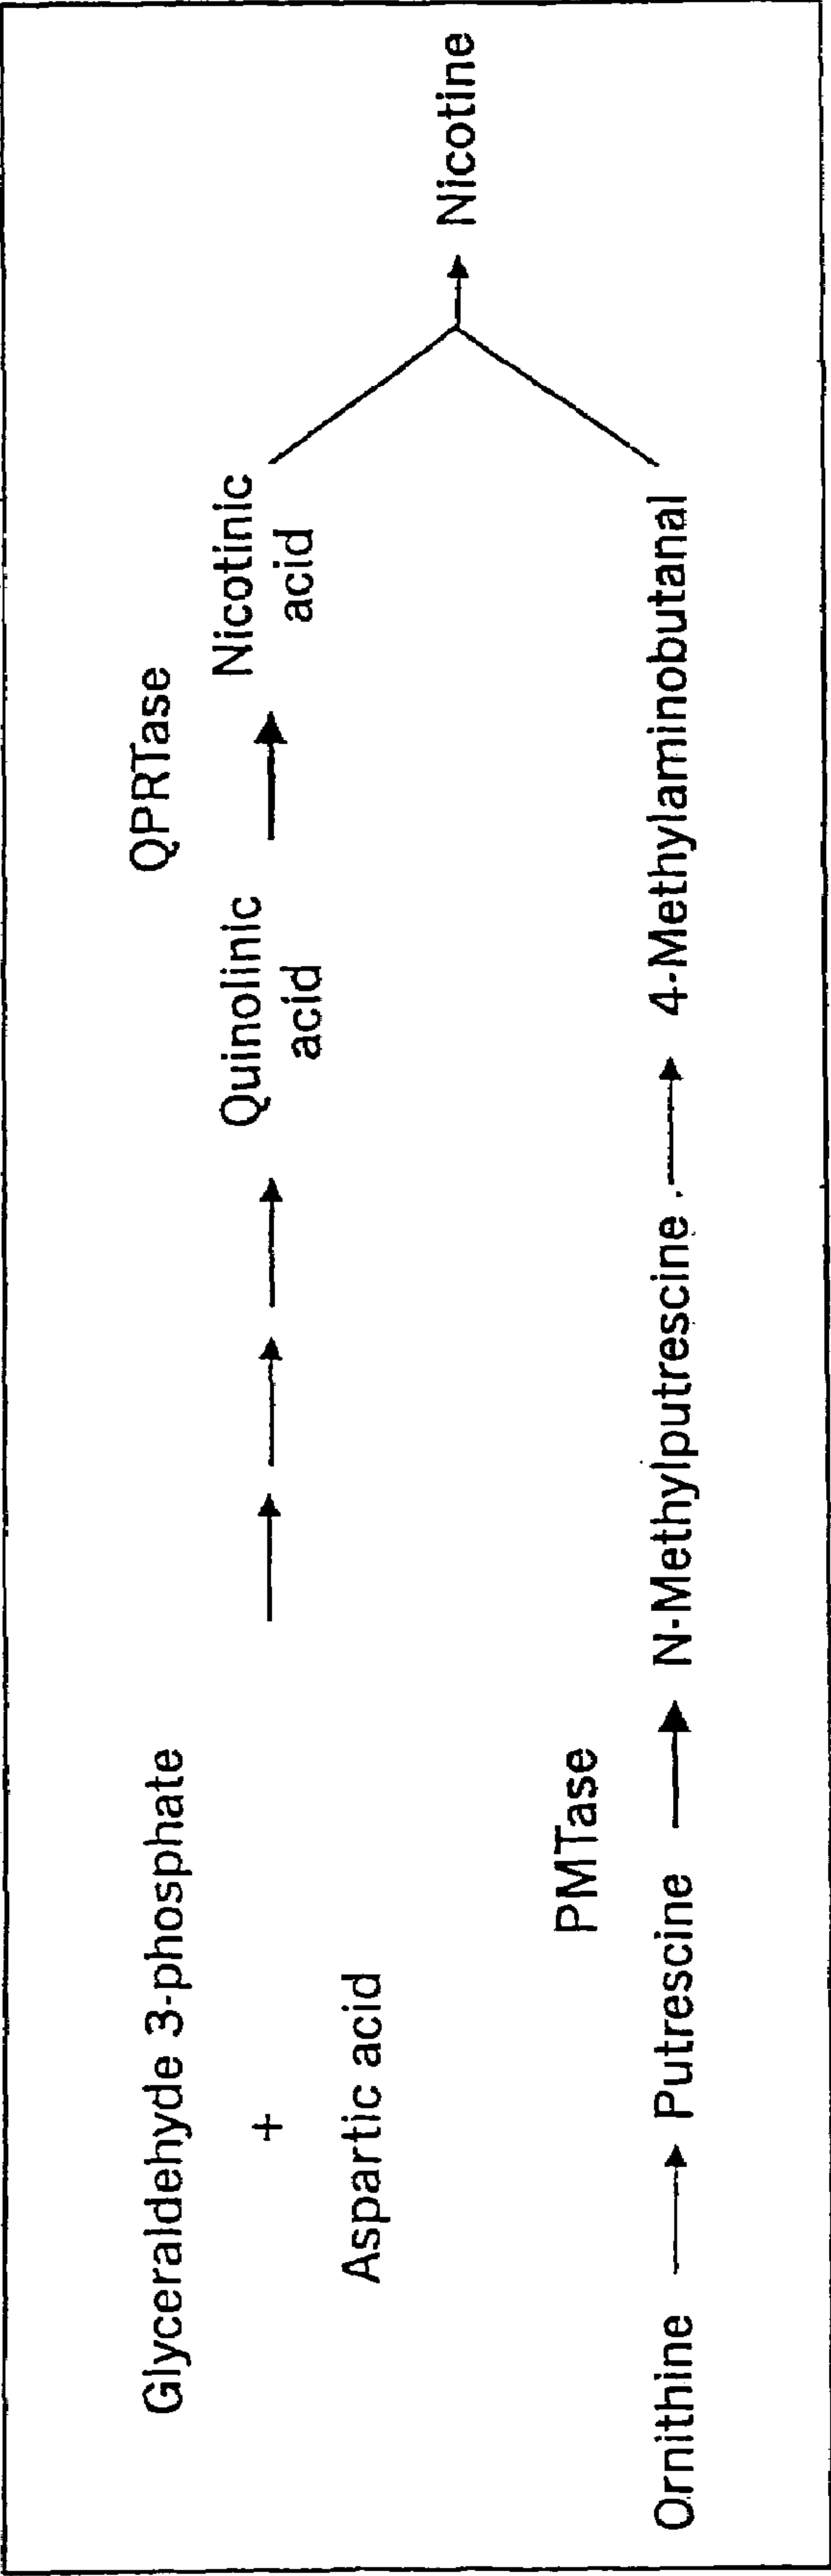 Glyceraldehyde 3-phosphate
+
Aspartic acid
Quinolinic
acid
QPRTase
Nicotinic
acid
Nicotine
Ornithine
Putrescine
PMTase
N-Methylputrescine
4-Methylaminobutanal